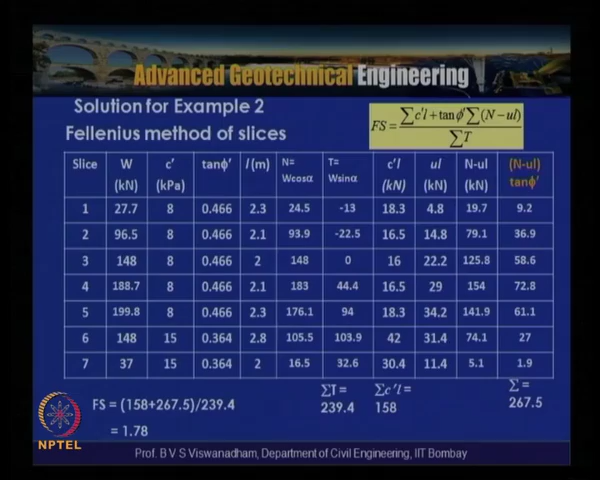 Advanced Geotechnical Engineering
Solution for Example 2
Fellenius method of slices
FS = (∑c'l + tanϕ'∑(N − ul)) / ∑T
Slice W (kN) c' (kPa) tanϕ' l (m) N= Wcosα T= Wsinα c'l (kN) ul (kN) N-ul (kN) (N-ul) tanϕ'
1 27.7 8 0.466 2.3 24.5 -13 18.3 4.8 19.7 9.2
2 96.5 8 0.466 2.1 93.9 -22.5 16.5 14.8 79.1 36.9
3 148 8 0.466 2 148 0 16 22.2 125.8 58.6
4 188.7 8 0.466 2.1 183 44.4 16.5 29 154 72.8
5 199.8 8 0.466 2.3 176.1 94 18.3 34.2 141.9 61.1
6 148 15 0.364 2.8 105.5 103.9 42 31.4 74.1 27
7 37 15 0.364 2 16.5 32.6 30.4 11.4 5.1 1.9
∑T = 239.4 ∑c'l = 158 ∑ = 267.5
FS = (158+267.5)/239.4
= 1.78
NPTEL
Prof. B V S Viswanadham, Department of Civil Engineering, IIT Bombay